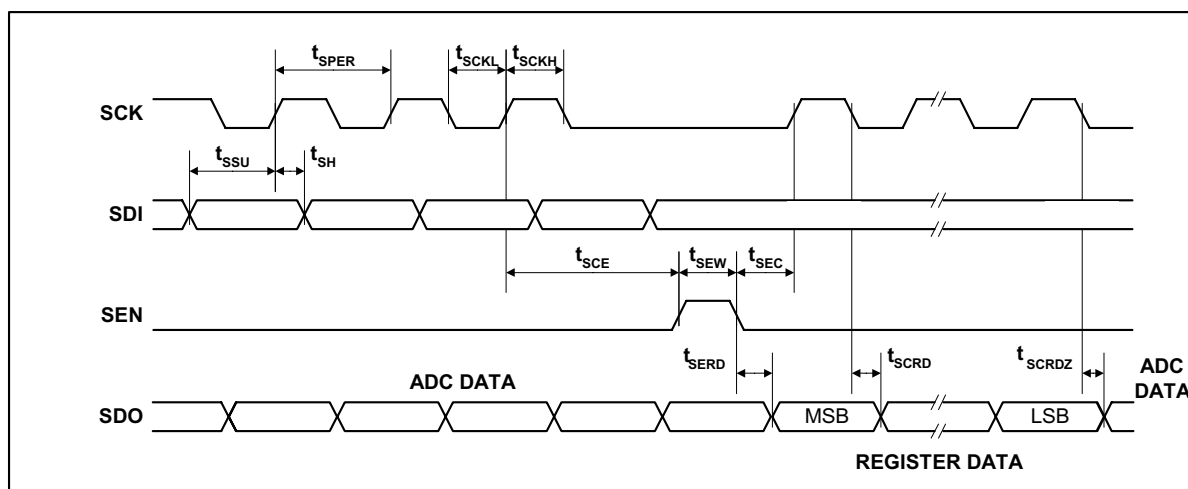 tSPER
tSCKL
tSCKH
SCK
tSSU
tSH
SDI
tSCE
tSEW
tSEC
SEN
tSERD
tSCRD
tSCRDZ
ADC DATA
ADC
DATA
SDO
MSB
LSB
REGISTER DATA